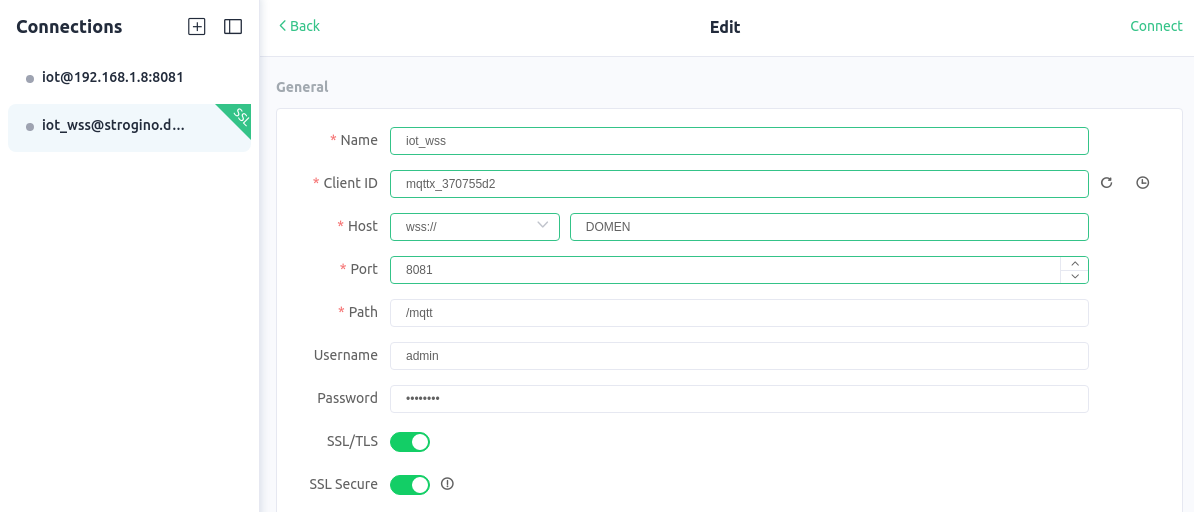 Connections
iot@192.168.1.8:8081
iot_wss@strogino.d...
SSL
Back
Edit
Connect
General
* Name
iot_wss
* Client ID
mqttx_370755d2
* Host
wss://
DOMEN
* Port
8081
* Path
/mqtt
Username
admin
Password
••••••••
SSL/TLS
SSL Secure